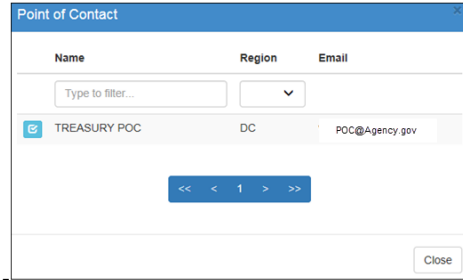 Point of Contact ×
Name Region Email
Type to filter...
TREASURY POC DC POC@Agency.gov
<< < 1 > >>
Close